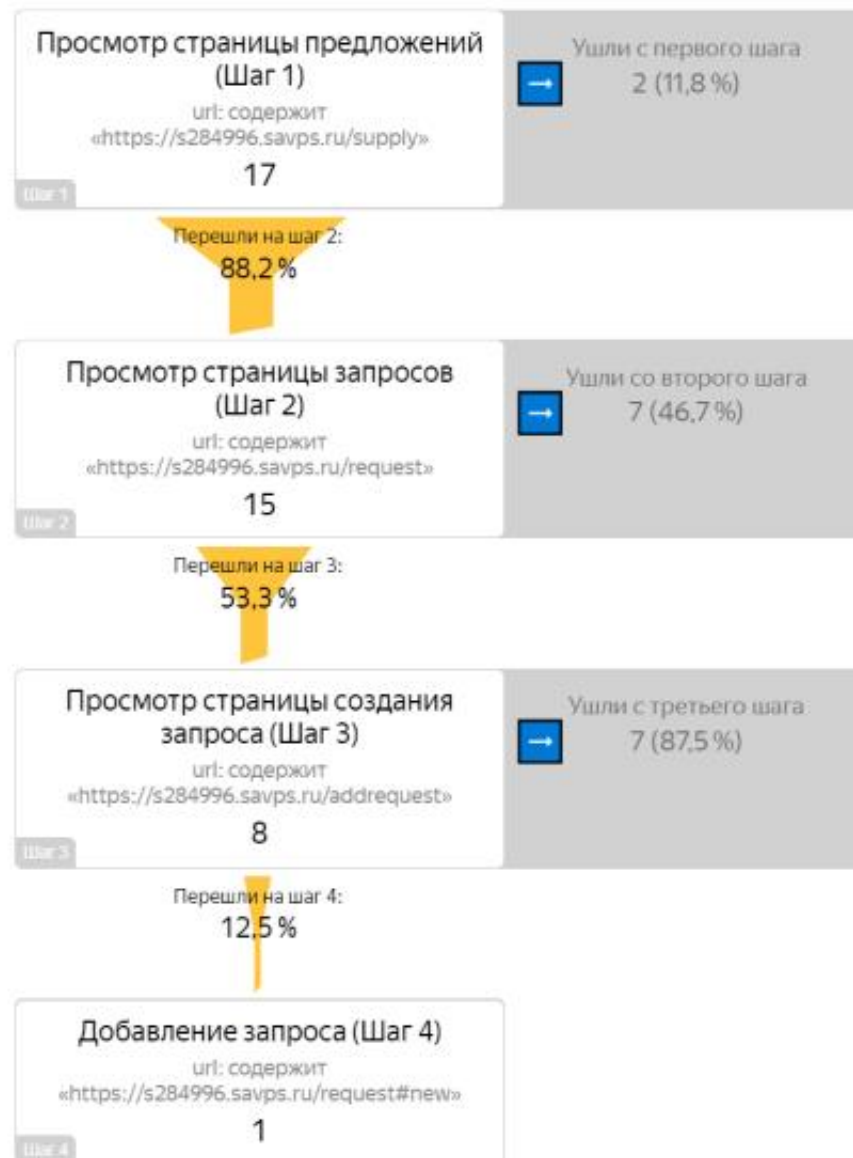 Просмотр страницы предложений
(Шаг 1)
url: содержит
«https://s284996.savps.ru/supply»
17
Шаг 1
Ушли с первого шага
2 (11,8 %)
Перешли на шаг 2:
88,2 %
Просмотр страницы запросов
(Шаг 2)
url: содержит
«https://s284996.savps.ru/request»
15
Шаг 2
Ушли со второго шага
7 (46,7 %)
Перешли на шаг 3:
53,3 %
Просмотр страницы создания
запроса (Шаг 3)
url: содержит
«https://s284996.savps.ru/addrequest»
8
Шаг 3
Ушли с третьего шага
7 (87,5 %)
Перешли на шаг 4:
12,5 %
Добавление запроса (Шаг 4)
url: содержит
«https://s284996.savps.ru/request#new»
1
Шаг 4